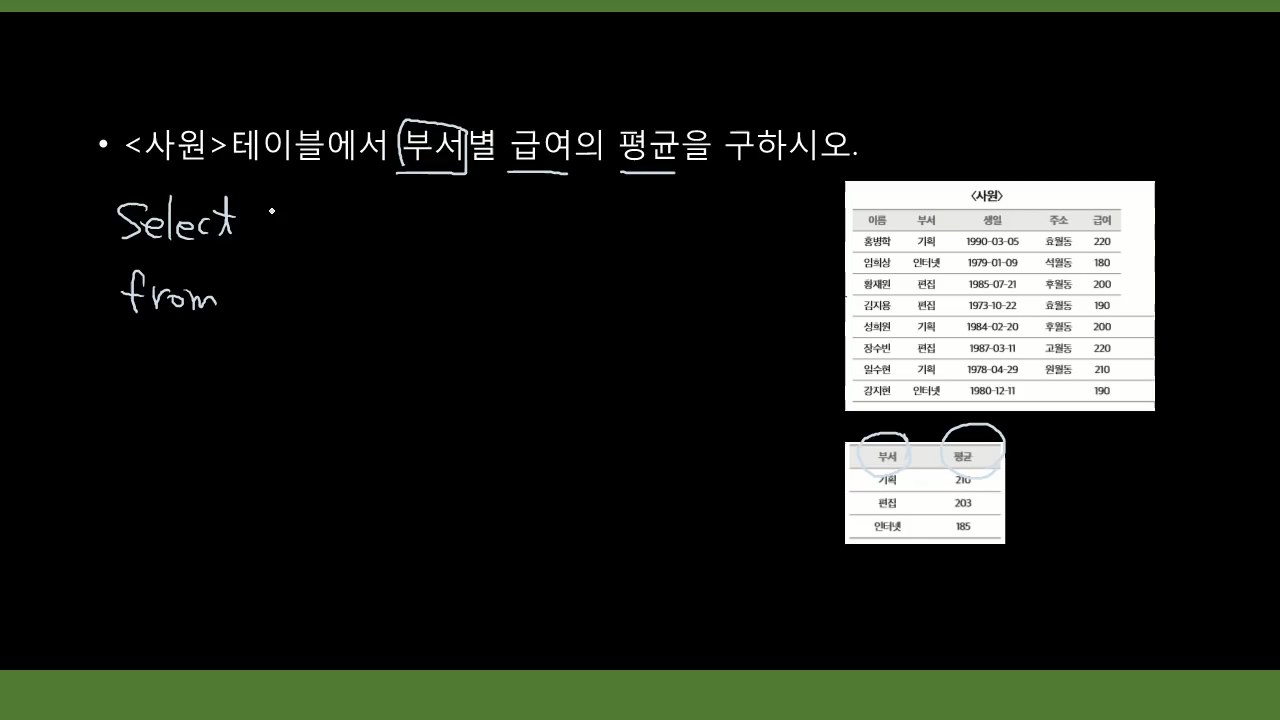 • <사원>테이블에서 부서별 급여의 평균을 구하시오.
Select
from
<사원>
이름 부서 생일 주소 급여
홍병학 기획 1990-03-05 효월동 220
임희상 인터넷 1979-01-09 석월동 180
황재원 편집 1985-07-21 후월동 200
김지용 편집 1973-10-22 효월동 190
성희원 기획 1984-02-20 후월동 200
장수빈 편집 1987-03-11 고월동 220
일수현 기획 1978-04-29 원월동 210
강지현 인터넷 1980-12-11 190
부서 평균
기획 210
편집 203
인터넷 185